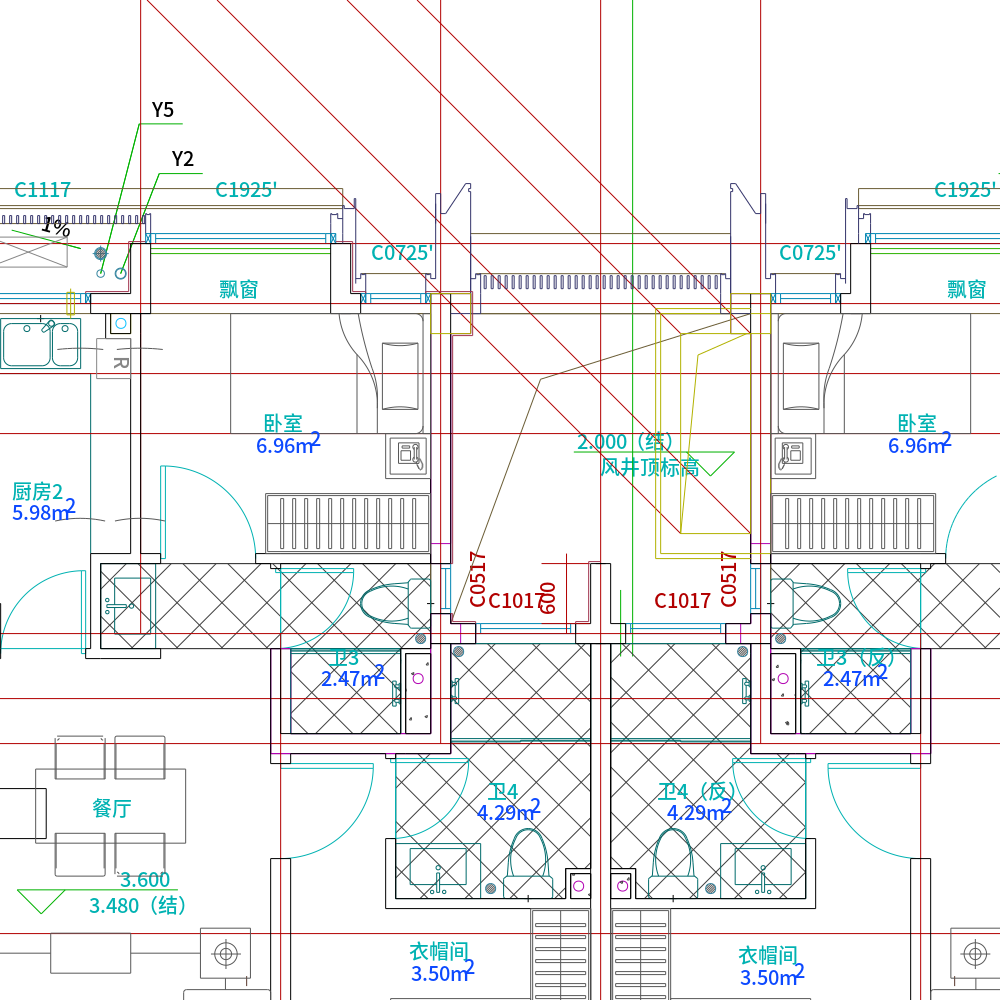 Y5
Y2
C1117
C1925'
C1925'
1%
C0725'
C0725'
飘窗
飘窗
R
卧室
6.96m2
2.000（结）
风井顶标高
卧室
6.96m2
厨房2
5.98m2
C0517
C1017
600
C1017
C0517
卫3
2.47m2
卫3（反）
2.47m2
卫4
4.29m2
卫4（反）
4.29m2
餐厅
3.600
3.480（结）
衣帽间
3.50m2
衣帽间
3.50m2